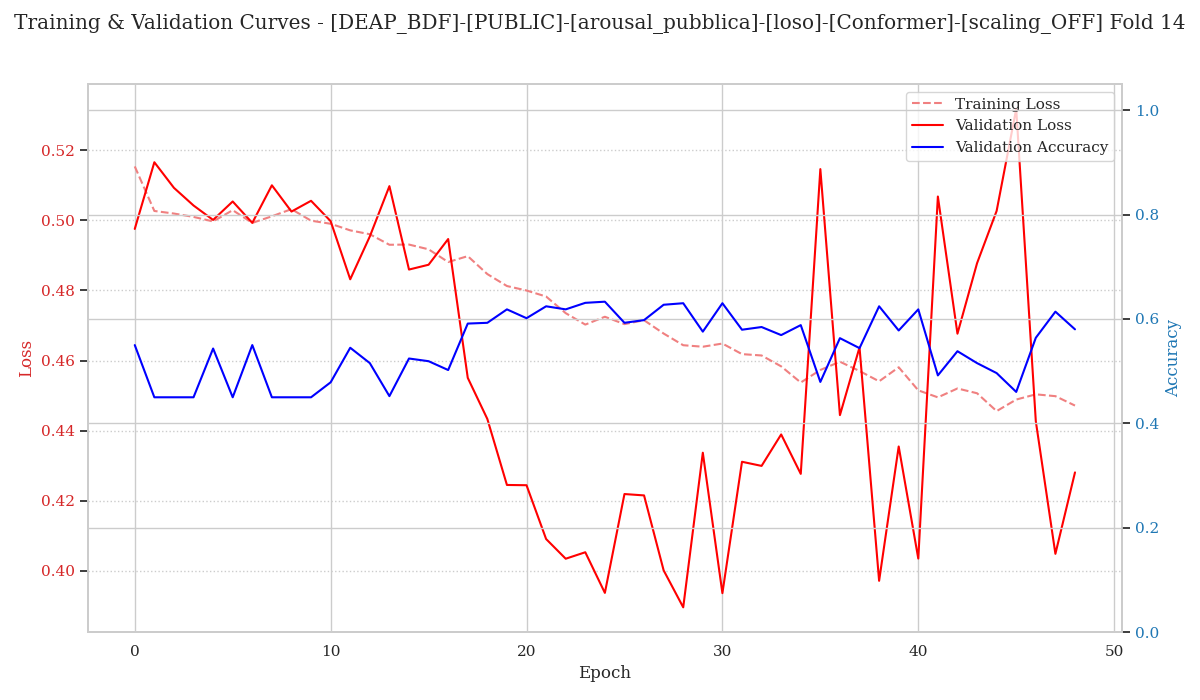 Training & Validation Curves - [DEAP_BDF]-[PUBLIC]-[arousal_pubblica]-[loso]-[Conformer]-[scaling_OFF] Fold 14
Training Loss
Validation Loss
Validation Accuracy
0.52
0.50
0.48
0.46
0.44
0.42
0.40
Loss
1.0
0.8
0.6
0.4
0.2
0.0
Accuracy
0
10
20
30
40
50
Epoch